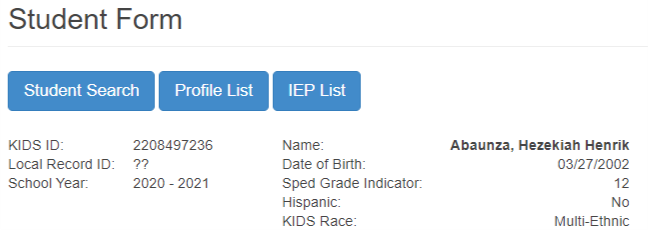 Student Form
Student Search Profile List IEP List
KIDS ID: 2208497236 Name: Abaunza, Hezekiah Henrik
Local Record ID: ?? Date of Birth: 03/27/2002
School Year: 2020 - 2021 Sped Grade Indicator: 12
Hispanic: No
KIDS Race: Multi-Ethnic